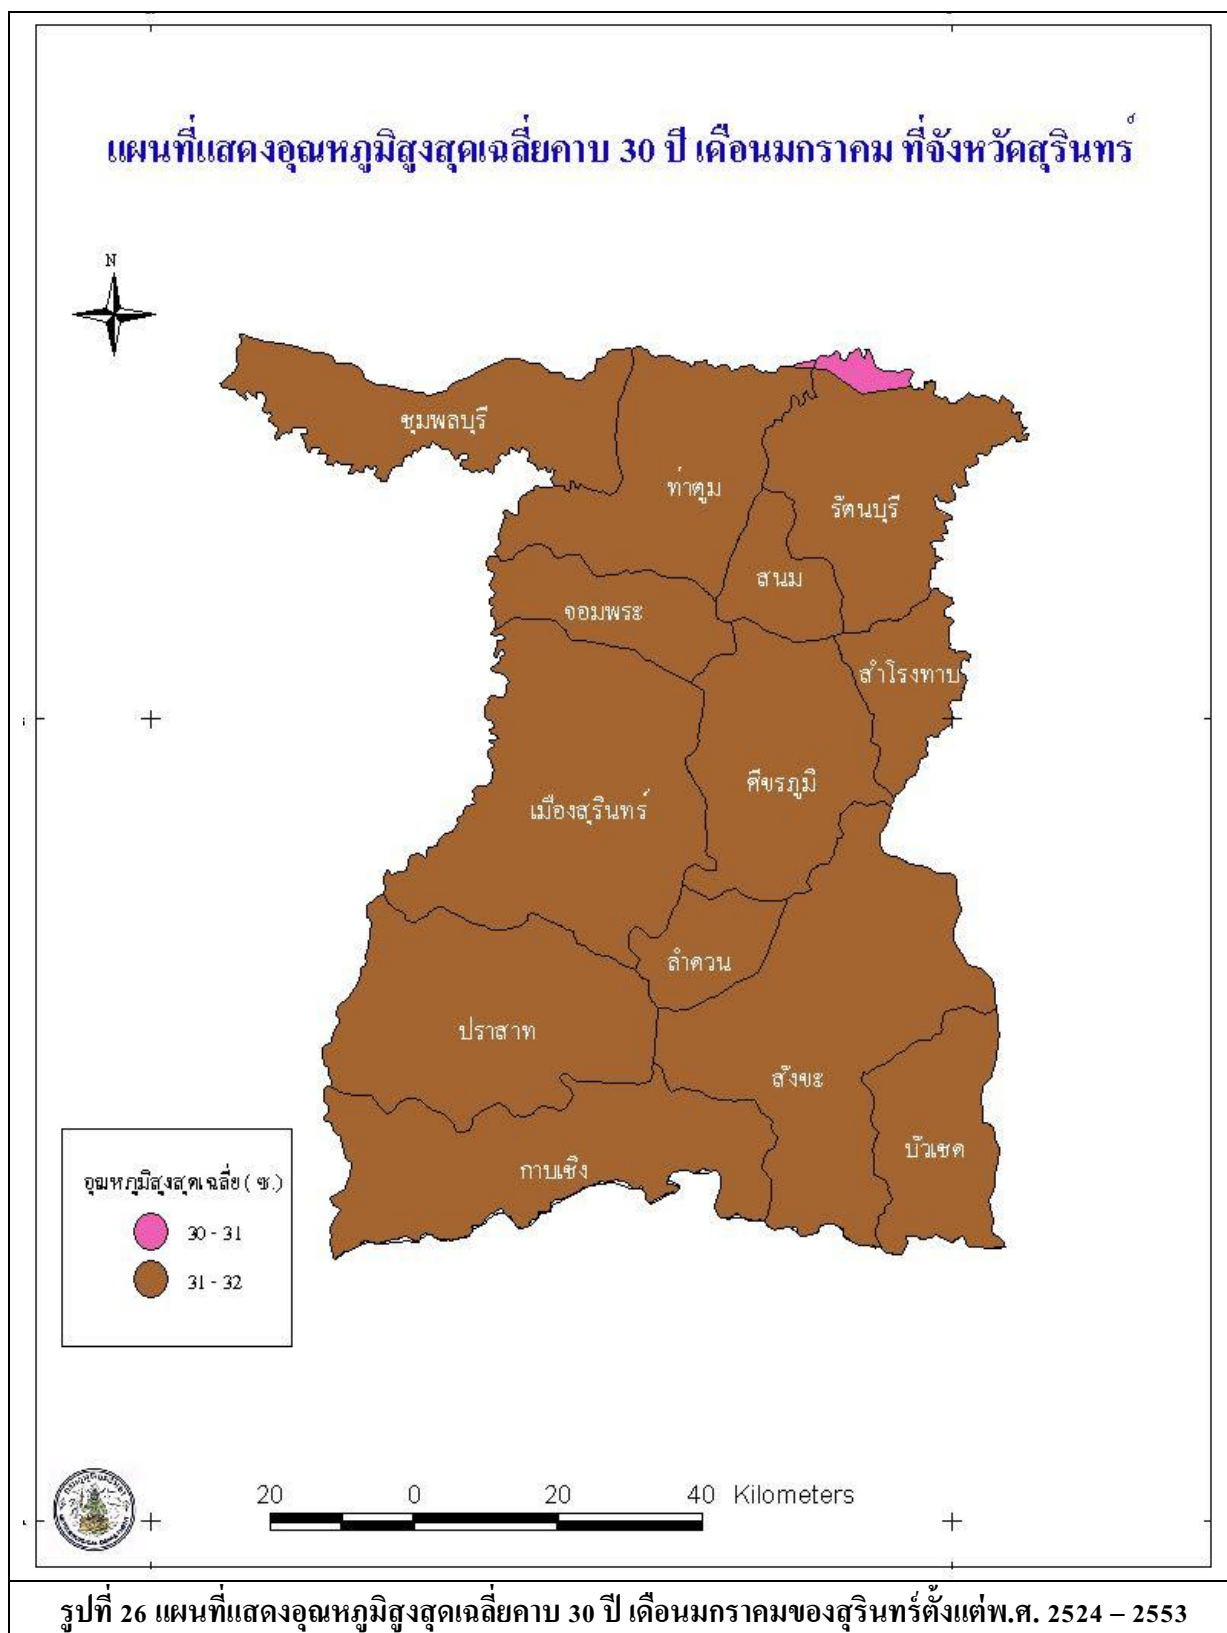 แผนที่แสดงอุณหภูมิสูงสุดเฉลี่ยคาบ 30 ปี เดือนมกราคม ที่จังหวัดสุรินทร์
N
ชุมพลบุรี
ท่าตูม
รัตนบุรี
สนม
จอมพระ
สำโรงทาบ
ศีขรภูมิ
เมืองสุรินทร์
ลำดวน
ปราสาท
สังขะ
บัวเชด
กาบเชิง
อุฌหภูมิสูงสุดเฉลี่ย ( ซ.)
30 - 31
31 - 32
20 0 20 40 Kilometers
รูปที่ 26 แผนที่แสดงอุณหภูมิสูงสุดเฉลี่ยคาบ 30 ปี เดือนมกราคมของสุรินทร์ตั้งแต่พ.ศ. 2524 – 2553